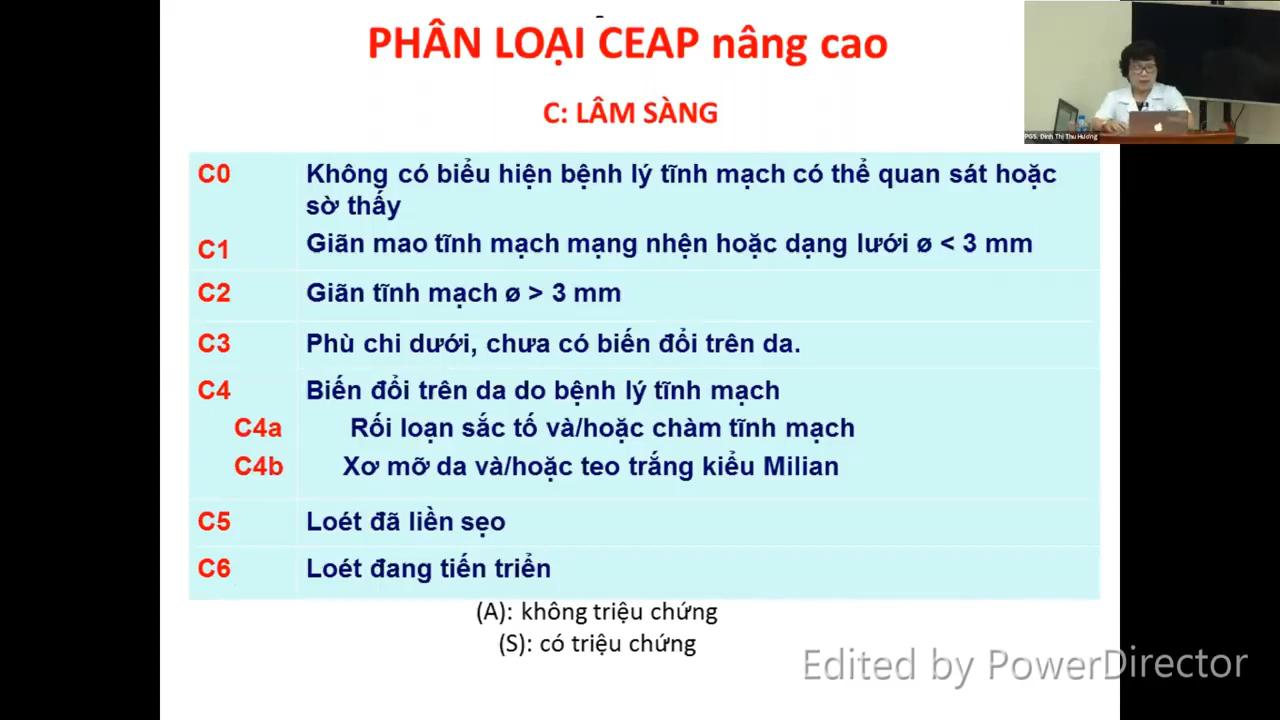 PHÂN LOẠI CEAP nâng cao
C: LÂM SÀNG
C0 Không có biểu hiện bệnh lý tĩnh mạch có thể quan sát hoặc
sờ thấy
C1 Giãn mao tĩnh mạch mạng nhện hoặc dạng lưới ø < 3 mm
C2 Giãn tĩnh mạch ø > 3 mm
C3 Phù chi dưới, chưa có biến đổi trên da.
C4 Biến đổi trên da do bệnh lý tĩnh mạch
C4a Rối loạn sắc tố và/hoặc chàm tĩnh mạch
C4b Xơ mỡ da và/hoặc teo trắng kiểu Milian
C5 Loét đã liền sẹo
C6 Loét đang tiến triển
(A): không triệu chứng
(S): có triệu chứng
PGS. Đinh Thị Thu Hương
Edited by PowerDirector